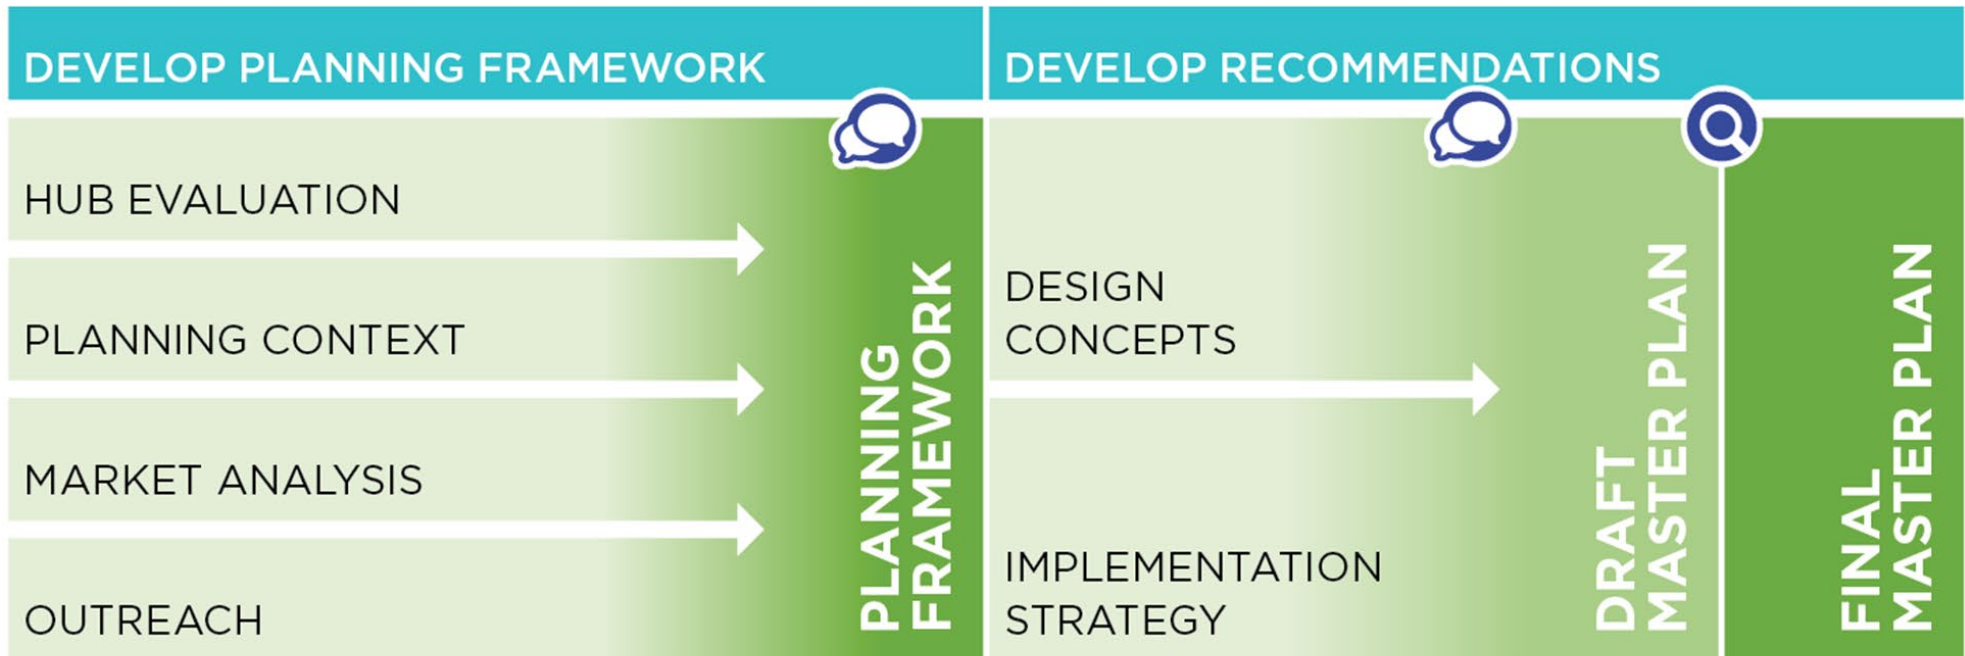 DEVELOP PLANNING FRAMEWORK
HUB EVALUATION
PLANNING CONTEXT
MARKET ANALYSIS
OUTREACH
PLANNING
FRAMEWORK
DEVELOP RECOMMENDATIONS
DESIGN
CONCEPTS
IMPLEMENTATION
STRATEGY
DRAFT
MASTER PLAN
FINAL
MASTER PLAN